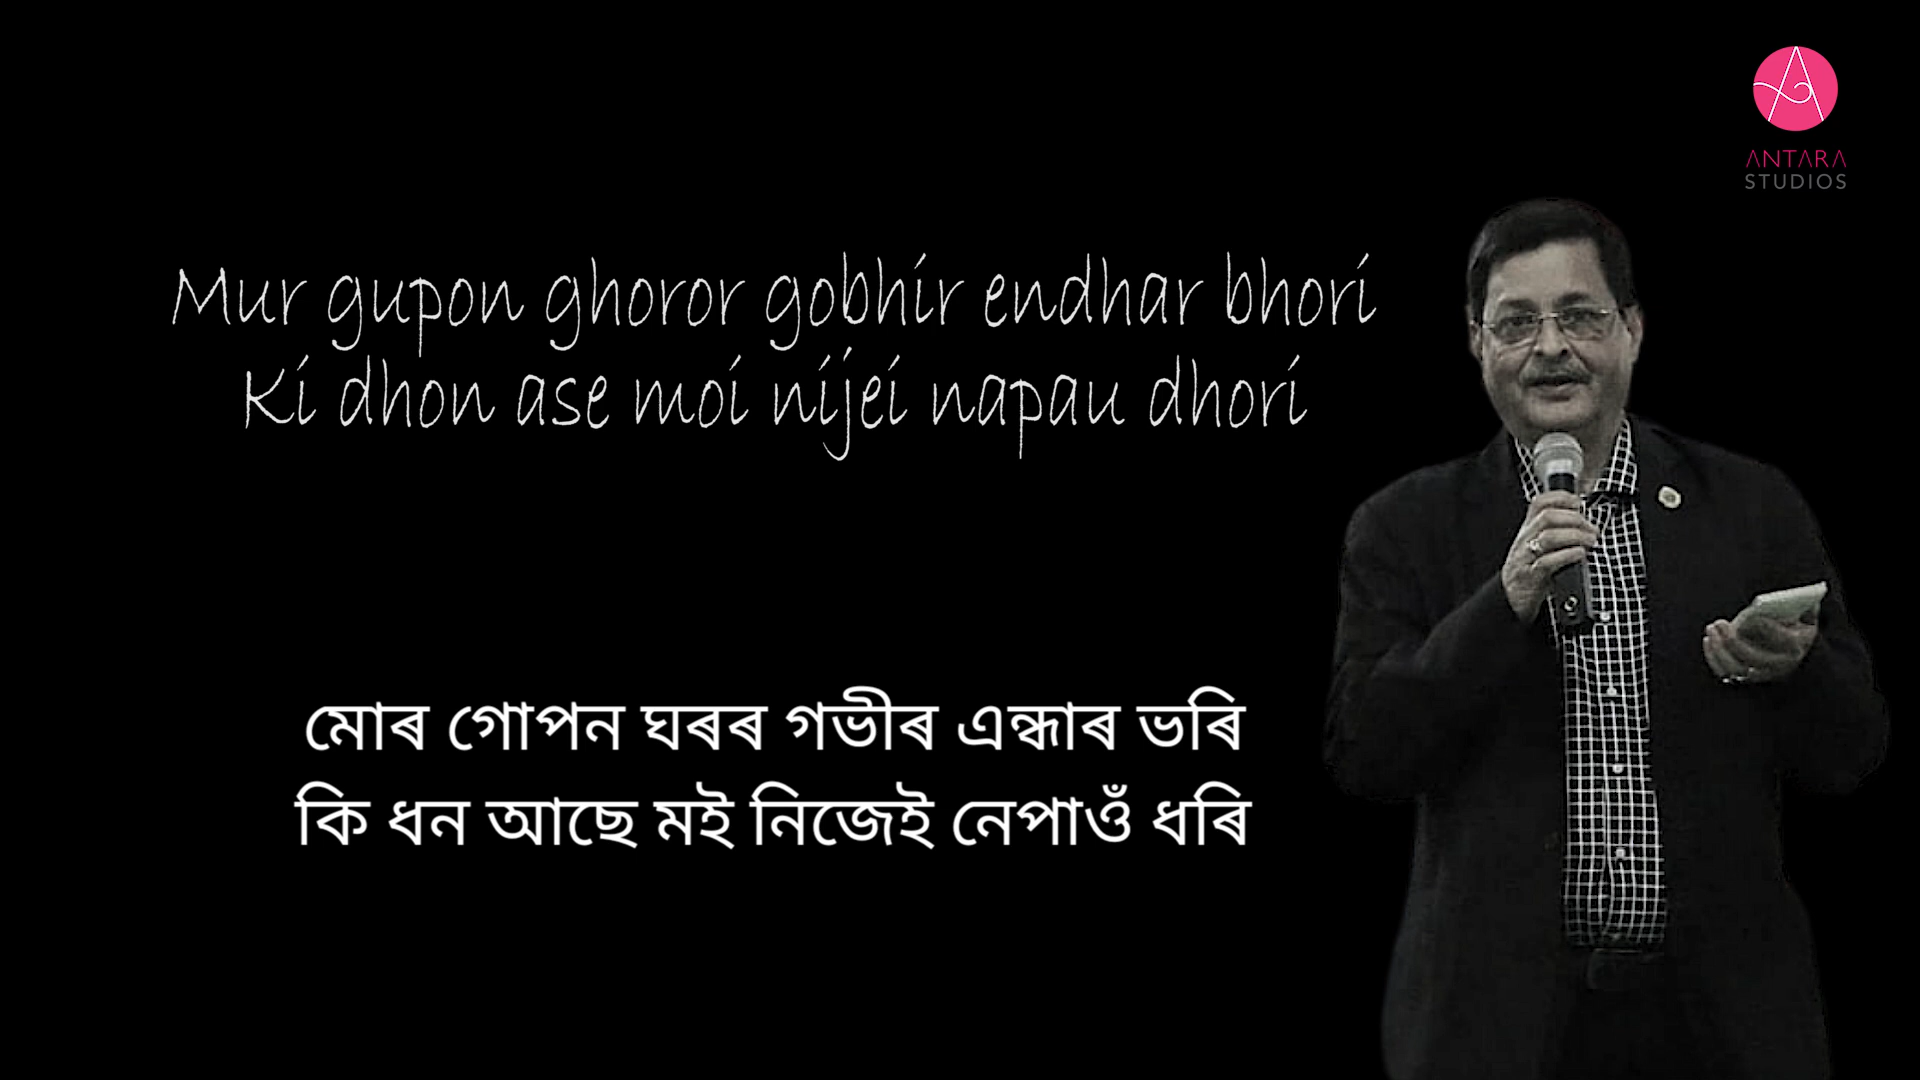 ANTARA
STUDIOS
Mur gupon ghoror gobhir endhar bhori
Ki dhon ase moi nijei napau dhori
মোৰ গোপন ঘৰৰ গভীৰ এন্ধাৰ ভৰি
কি ধন আছে মই নিজেই নেপাওঁ ধৰি